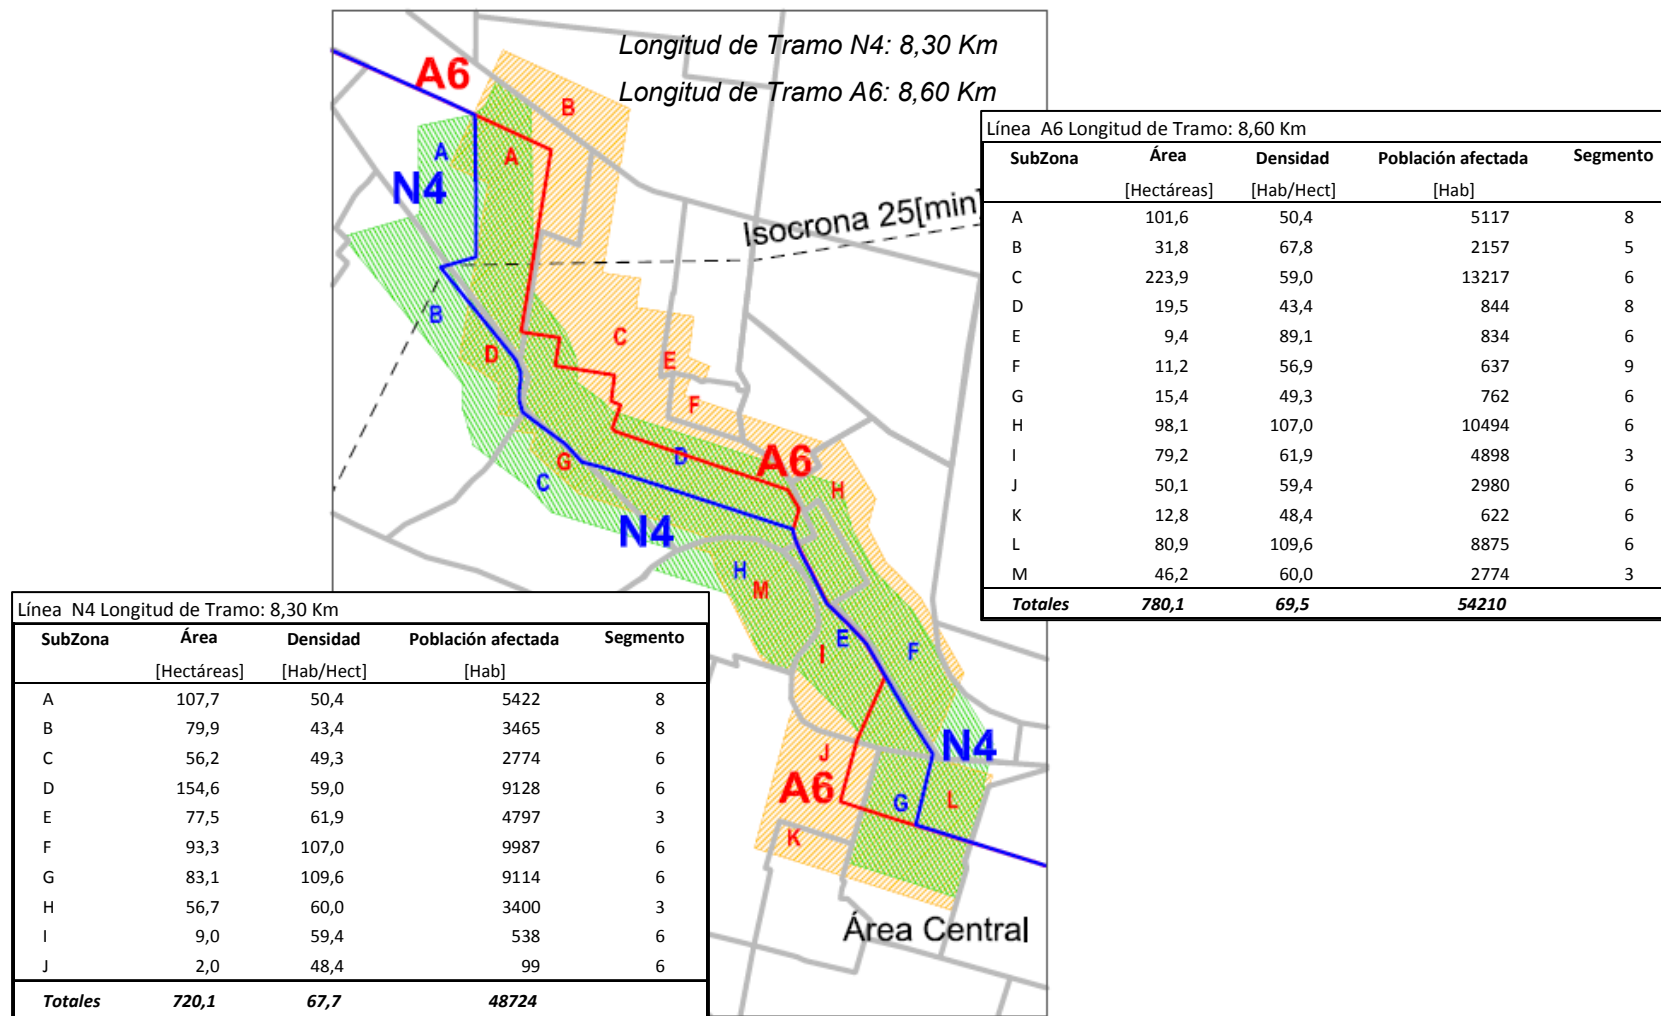 Longitud de Tramo N4: 8,30 Km
Longitud de Tramo A6: 8,60 Km
A6
B
A
A
N4
Isocrona 25[min]
B
C
D
E
F
D
A6
G
C
H
N4
H
M
E
I
F
J
N4
A6
G
L
K
Área Central
Línea A6 Longitud de Tramo: 8,60 Km
SubZona Área Densidad Población afectada Segmento
[Hectáreas] [Hab/Hect] [Hab]
A 101,6 50,4 5117 8
B 31,8 67,8 2157 5
C 223,9 59,0 13217 6
D 19,5 43,4 844 8
E 9,4 89,1 834 6
F 11,2 56,9 637 9
G 15,4 49,3 762 6
H 98,1 107,0 10494 6
I 79,2 61,9 4898 3
J 50,1 59,4 2980 6
K 12,8 48,4 622 6
L 80,9 109,6 8875 6
M 46,2 60,0 2774 3
Totales 780,1 69,5 54210
Línea N4 Longitud de Tramo: 8,30 Km
SubZona Área Densidad Población afectada Segmento
[Hectáreas] [Hab/Hect] [Hab]
A 107,7 50,4 5422 8
B 79,9 43,4 3465 8
C 56,2 49,3 2774 6
D 154,6 59,0 9128 6
E 77,5 61,9 4797 3
F 93,3 107,0 9987 6
G 83,1 109,6 9114 6
H 56,7 60,0 3400 3
I 9,0 59,4 538 6
J 2,0 48,4 99 6
Totales 720,1 67,7 48724